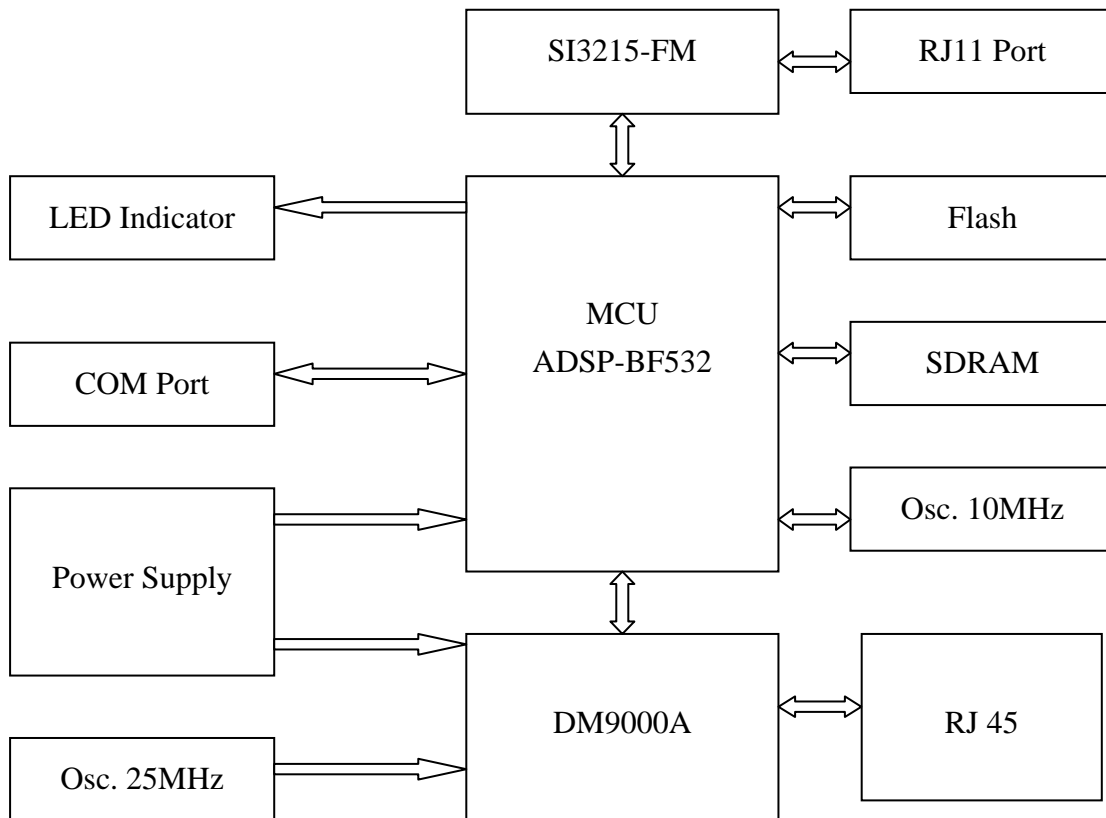 SI3215-FM
RJ11 Port
LED Indicator
Flash
MCU
ADSP-BF532
COM Port
SDRAM
Power Supply
Osc. 10MHz
DM9000A
RJ 45
Osc. 25MHz